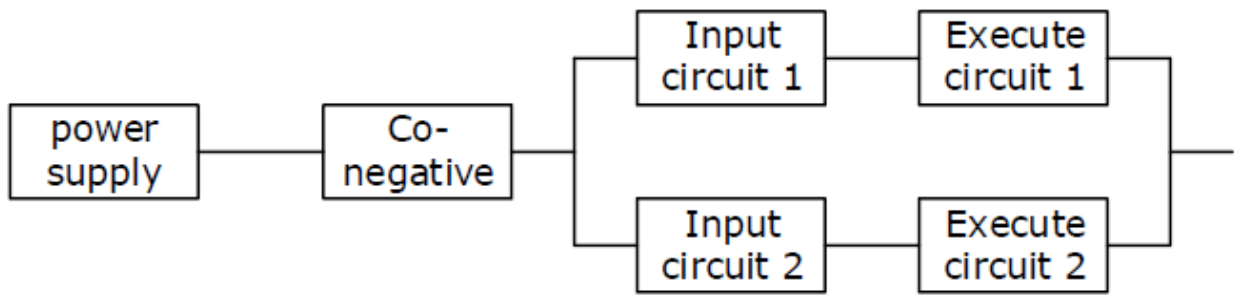 power
supply
Co-
negative
Input
circuit 1
Execute
circuit 1
Input
circuit 2
Execute
circuit 2